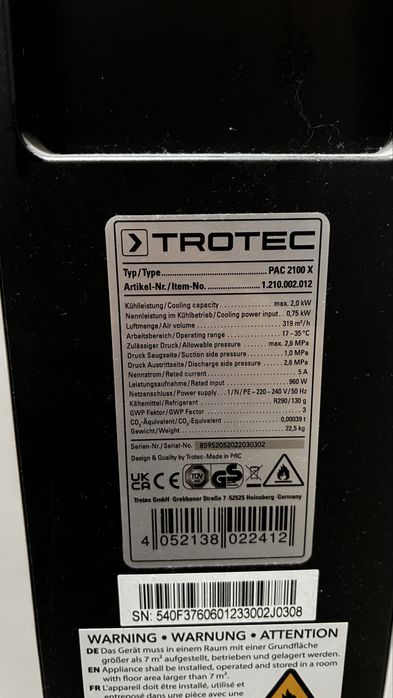 TROTEC
Typ/Type PAC 2100 X
Artikel-Nr./Item-No. 1.210.002.012
Kühlleistung/Cooling capacity max. 2,0 kW
Nennleistung im Kühlbetrieb/Cooling power input 0,75 kW
Luftmenge/Air volume 319 m³/h
Arbeitsbereich/Operating range 17–35°C
Zulässiger Druck/Allowable pressure max. 2,6 MPa
Druck Saugseite/Suction side pressure 1,0 MPa
Druck Austrittseite/Discharge side pressure 2,6 MPa
Nennstrom/Rated current 5 A
Leistungsaufnahme/Rated input 960 W
Netzanschluss/Power supply 1/N/PE~220-240 V/50 Hz
Kältemittel/Refrigerant R290/130 g
GWP Faktor/GWP Factor 3
CO₂-Äquivalent/CO₂-Equivalent 0,00039 t
Gewicht/Weight 22,5 kg
Serien-Nr./Serial-No. 85952052022030302
Design & Quality by Trotec·Made in PRC
UK CA CE TÜV GS
Trotec GmbH·Grebbener Straße 7·52525 Heinsberg·Germany
4 052138 022412
SN: 540F3760601233002J0308
WARNING • WARNUNG • ATTENTION
DE Das Gerät muss in einem Raum mit einer Grundfläche
größer als 7 m² aufgestellt, betrieben und gelagert werden.
EN Appliance shall be installed, operated and stored in a room
with floor area larger than 7 m².
FR L'appareil doit être installé, utilisé et
entreposé dans une pièce avec une